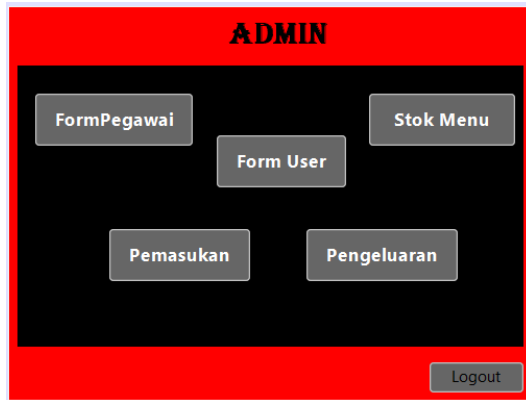 ADMIN
FormPegawai
Stok Menu
Form User
Pemasukan
Pengeluaran
Logout